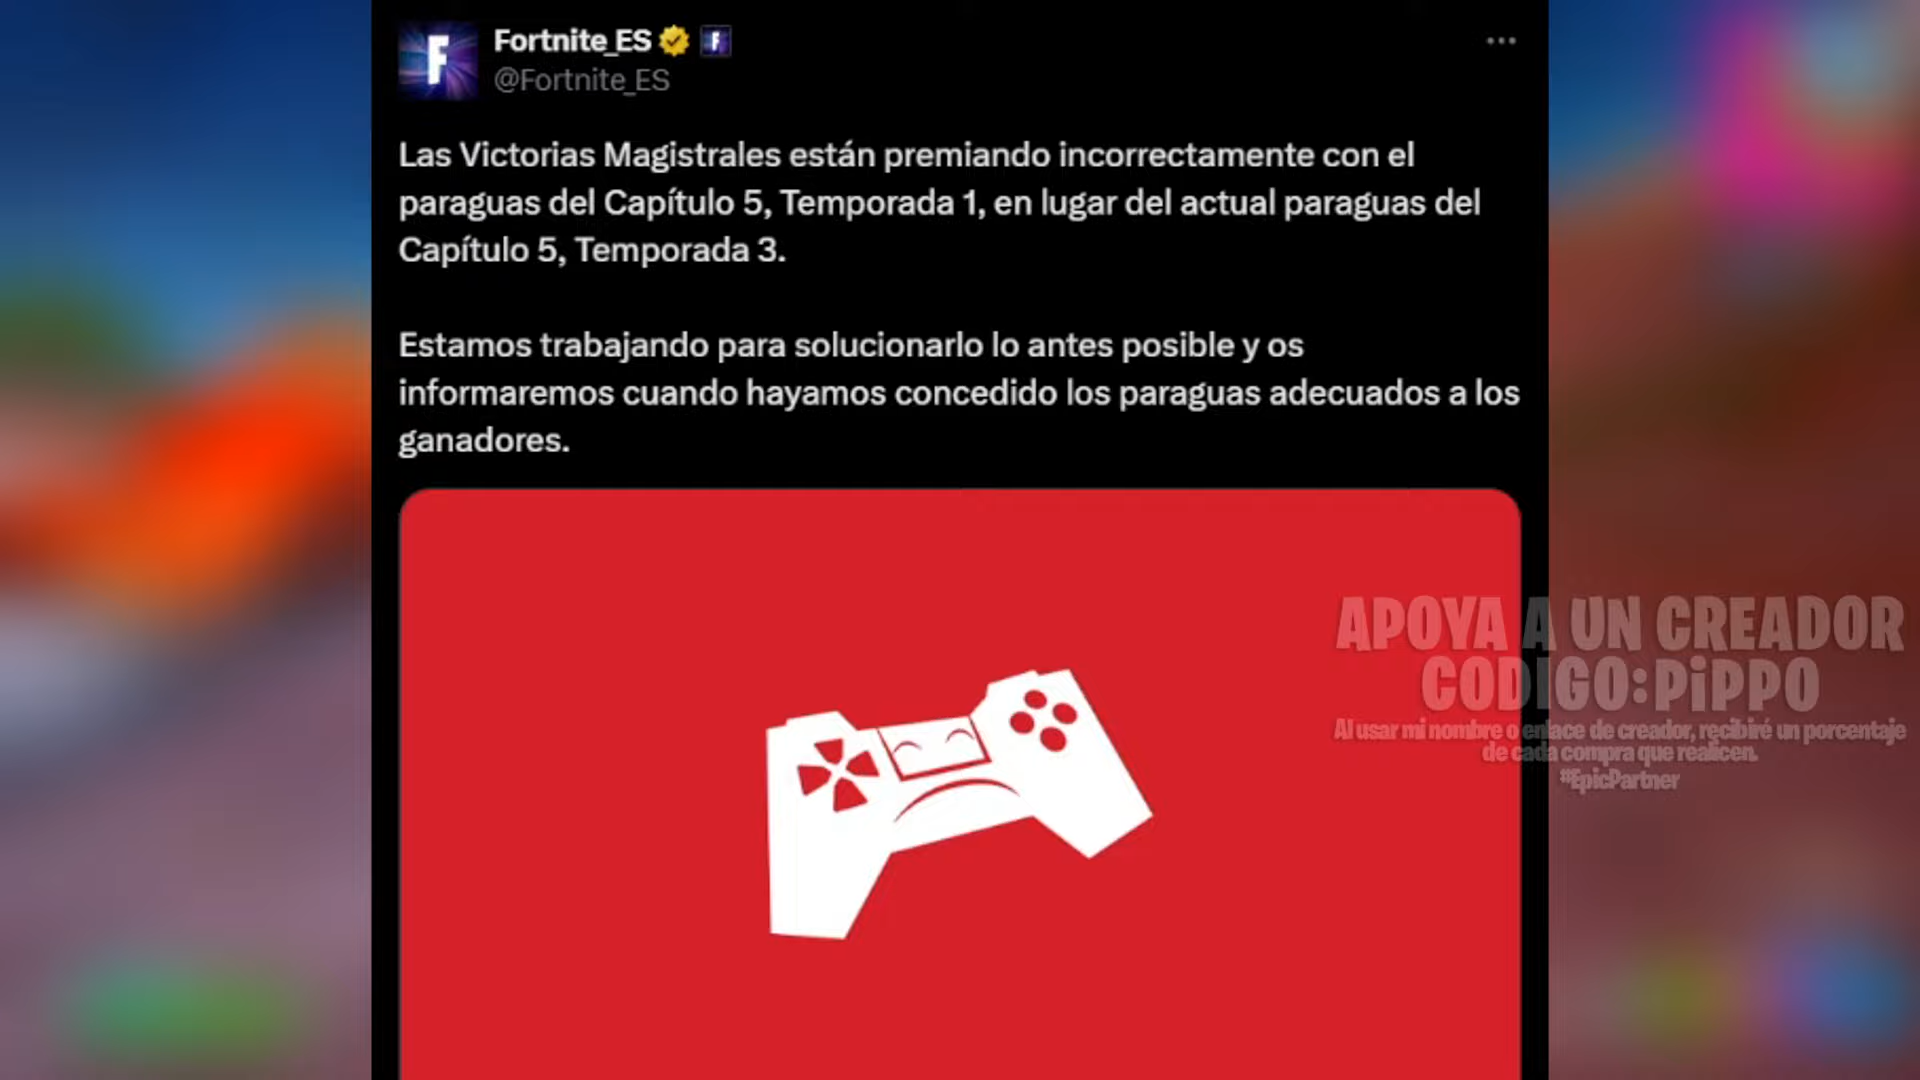 Fortnite_ES
@Fortnite_ES
Las Victorias Magistrales están premiando incorrectamente con el
paraguas del Capítulo 5, Temporada 1, en lugar del actual paraguas del
Capítulo 5, Temporada 3.
Estamos trabajando para solucionarlo lo antes posible y os
informaremos cuando hayamos concedido los paraguas adecuados a los
ganadores.
APOYA A UN CREADOR
CODIGO:PiPPO
Al usar mi nombre o enlace de creador, recibiré un porcentaje
de cada compra que realicen.
#EpicPartner